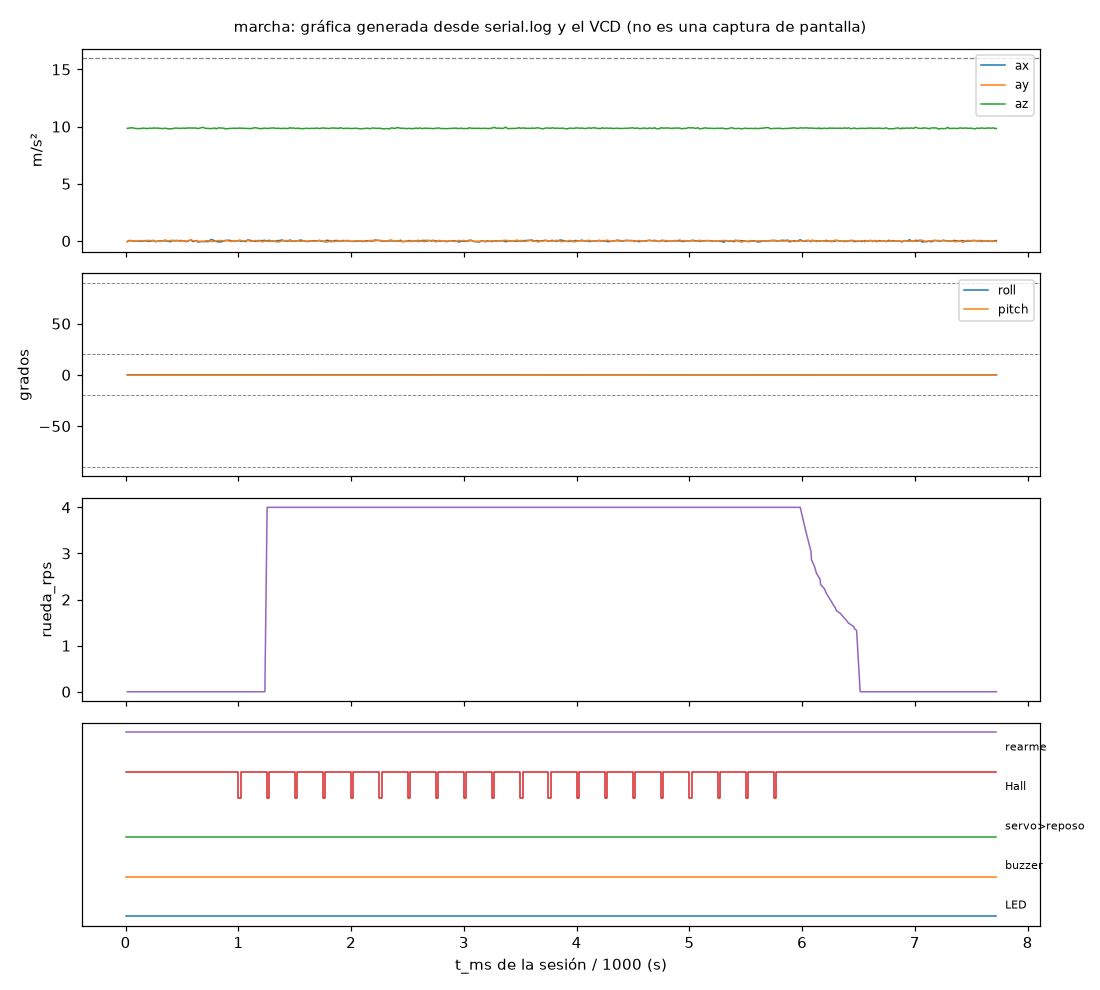 marcha: gráfica generada desde serial.log y el VCD (no es una captura de pantalla)
15
10
5
0
m/s²
ax
ay
az
50
0
−50
grados
roll
pitch
4
3
2
1
0
rueda_rps
rearme
Hall
servo>reposo
buzzer
LED
0 1 2 3 4 5 6 7 8
t_ms de la sesión / 1000 (s)